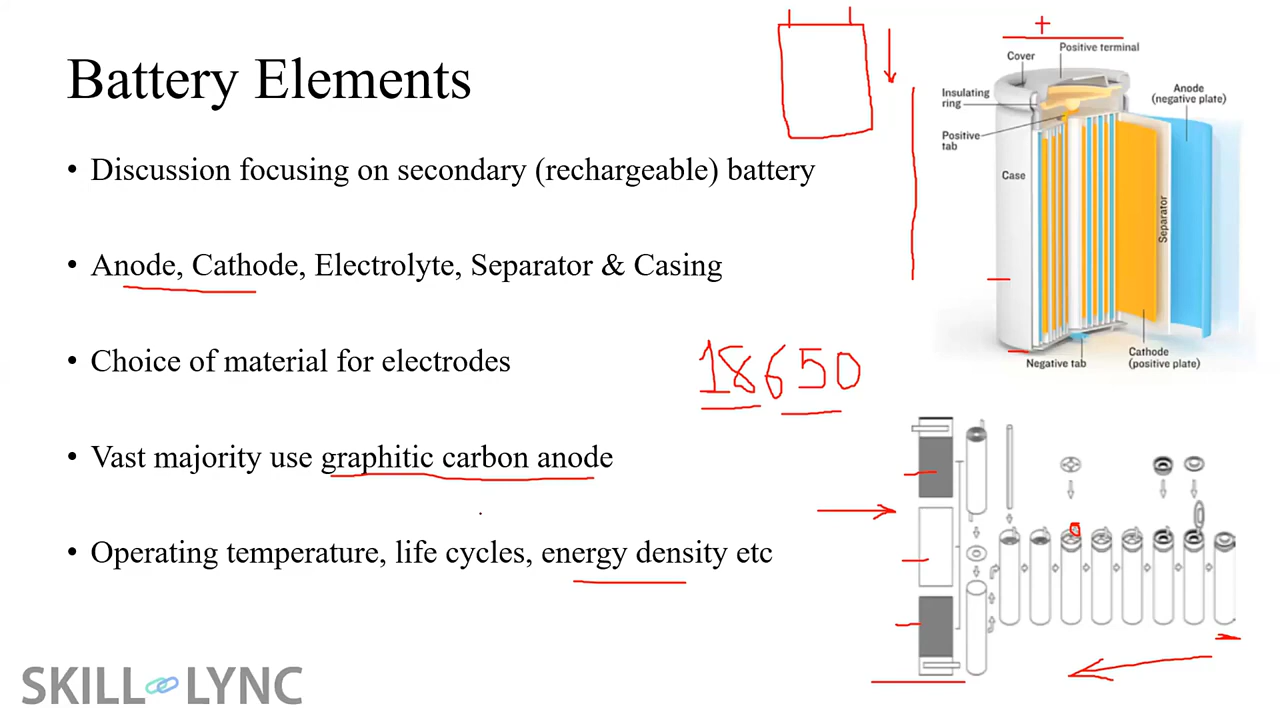 Battery Elements
• Discussion focusing on secondary (rechargeable) battery
• Anode, Cathode, Electrolyte, Separator & Casing
• Choice of material for electrodes
• Vast majority use graphitic carbon anode
• Operating temperature, life cycles, energy density etc
18650
+
Positive terminal
Cover
Insulating
ring
Positive
tab
Case
Anode
(negative plate)
Separator
Negative tab
Cathode
(positive plate)
SKILL LYNC